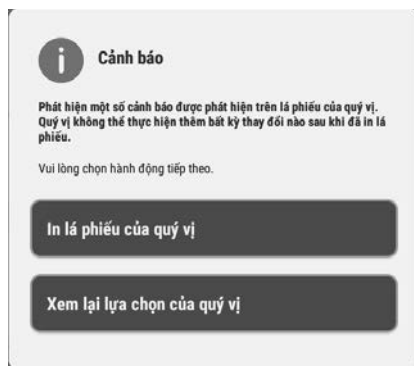 Cảnh báo
Phát hiện một số cảnh báo được phát hiện trên lá phiếu của quý vị.
Quý vị không thể thực hiện thêm bất kỳ thay đổi nào sau khi đã in lá
phiếu.
Vui lòng chọn hành động tiếp theo.
In lá phiếu của quý vị
Xem lại lựa chọn của quý vị